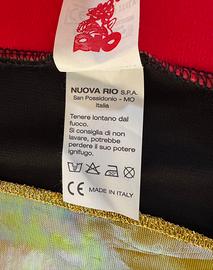 RIO
NUOVA RIO S.P.A.
San Possidonio - MO
Italia
Tenere lontano dal
fuoco.
Si consiglia di non
lavare, potrebbe
perdere il suo potere
ignifugo.
CE MADE IN ITALY